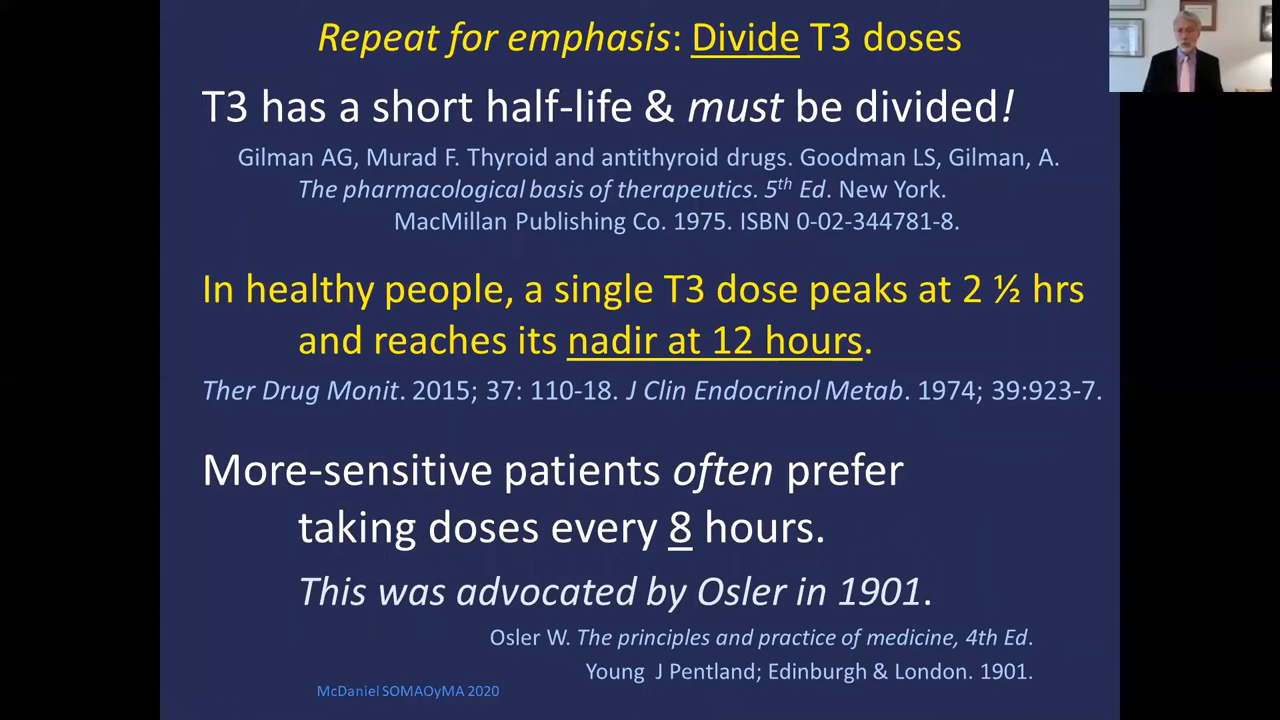 Repeat for emphasis: Divide T3 doses
T3 has a short half-life & must be divided!
Gilman AG, Murad F. Thyroid and antithyroid drugs. Goodman LS, Gilman, A.
The pharmacological basis of therapeutics. 5th Ed. New York.
MacMillan Publishing Co. 1975. ISBN 0-02-344781-8.
In healthy people, a single T3 dose peaks at 2 ½ hrs
and reaches its nadir at 12 hours.
Ther Drug Monit. 2015; 37: 110-18. J Clin Endocrinol Metab. 1974; 39:923-7.
More-sensitive patients often prefer
taking doses every 8 hours.
This was advocated by Osler in 1901.
Osler W. The principles and practice of medicine, 4th Ed.
Young J Pentland; Edinburgh & London. 1901.
McDaniel SOMAOyMA 2020